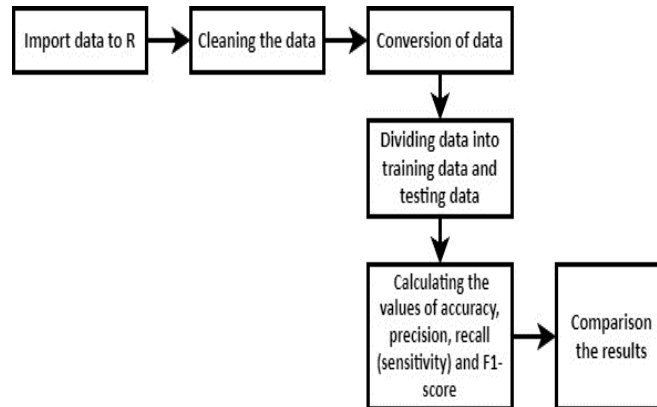 Import data to R
Cleaning the data
Conversion of data
Dividing data into
training data and
testing data
Calculating the
values of accuracy,
precision, recall
(sensitivity) and F1-
score
Comparison
the results